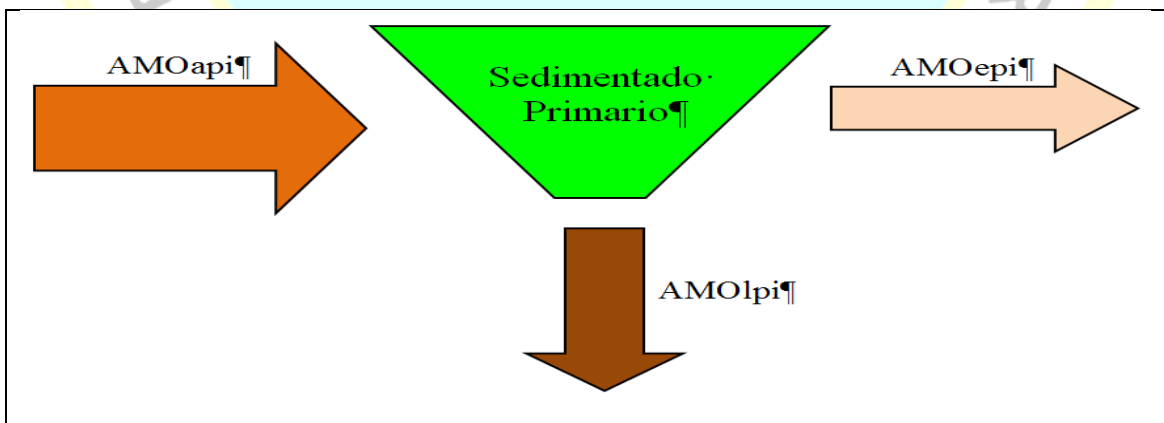 AMOapi¶
Sedimentado·
Primario¶
AMOepi¶
AMOlpi¶